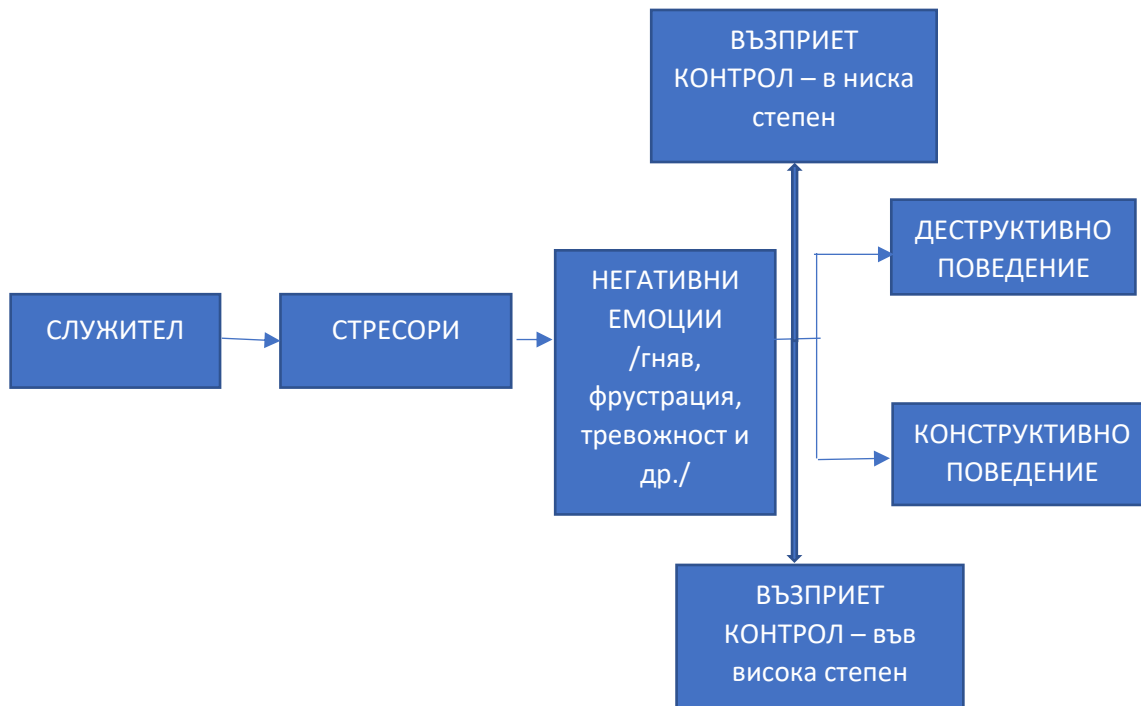 ВЪЗПРИЕТ
КОНТРОЛ – в ниска
степен
ДЕСТРУКТИВНО
ПОВЕДЕНИЕ
НЕГАТИВНИ
ЕМОЦИИ
/гняв,
фрустрация,
тревожност и
др./
СЛУЖИТЕЛ
СТРЕСОРИ
КОНСТРУКТИВНО
ПОВЕДЕНИЕ
ВЪЗПРИЕТ
КОНТРОЛ – във
висока степен